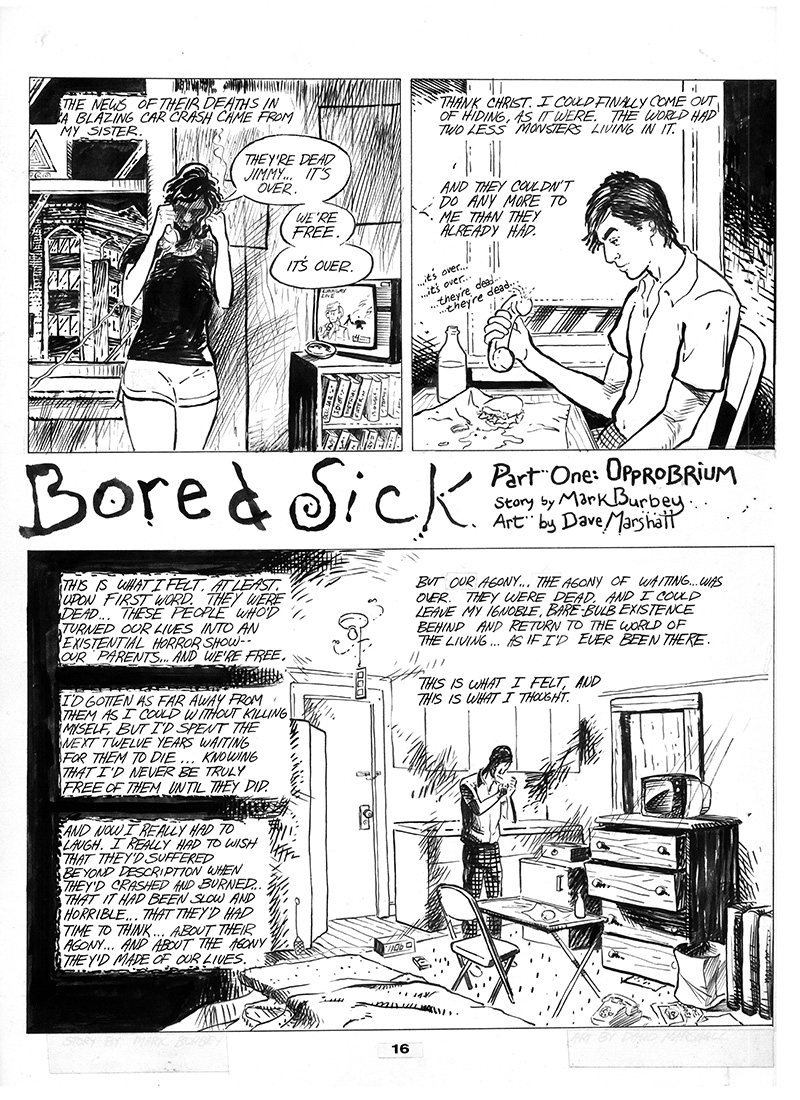 THE NEWS OF THEIR DEATHS IN
A BLAZING CAR CRASH CAME FROM
MY SISTER.
THEY'RE DEAD
JIMMY... IT'S
OVER.
WE'RE
FREE.
IT'S OVER.
LIVE
THANK CHRIST. I COULD FINALLY COME OUT
OF HIDING, AS IT WERE. THE WORLD HAD
TWO LESS MONSTERS LIVING IN IT.
AND THEY COULDN'T
DO ANY MORE TO
ME THAN THEY
ALREADY HAD.
...it's over...
...it's over...
...they're dead
...they're dead...
Bored Sick
Part One: OPPROBRIUM
Story by Mark Burbey
Art by Dave Marshall
THIS IS WHAT I FELT. AT LEAST,
UPON FIRST WORD. THEY WERE
DEAD... THESE PEOPLE WHO'D
TURNED OUR LIVES INTO AN
EXISTENTIAL HORROR SHOW--
OUR PARENTS... AND WE'RE FREE.
I'D GOTTEN AS FAR AWAY FROM
THEM AS I COULD WITHOUT KILLING
MYSELF, BUT I'D SPENT THE
NEXT TWELVE YEARS WAITING
FOR THEM TO DIE... KNOWING
THAT I'D NEVER BE TRULY
FREE OF THEM UNTIL THEY DID.
AND NOW I REALLY HAD TO
LAUGH. I REALLY HAD TO WISH
THAT THEY'D SUFFERED
BEYOND DESCRIPTION WHEN
THEY'D CRASHED AND BURNED..
THAT IT HAD BEEN SLOW AND
HORRIBLE... THAT THEY'D HAD
TIME TO THINK... ABOUT THEIR
AGONY... AND ABOUT THE AGONY
THEY'D MADE OF OUR LIVES.
BUT OUR AGONY... THE AGONY OF WAITING...WAS
OVER. THEY WERE DEAD, AND I COULD
LEAVE MY IGNOBLE, BARE-BULB EXISTENCE
BEHIND AND RETURN TO THE WORLD OF
THE LIVING... AS IF I'D EVER BEEN THERE.
THIS IS WHAT I FELT, AND
THIS IS WHAT I THOUGHT.
STORY BY MARK BURBEY
16
ART BY DAVID MARSHALL